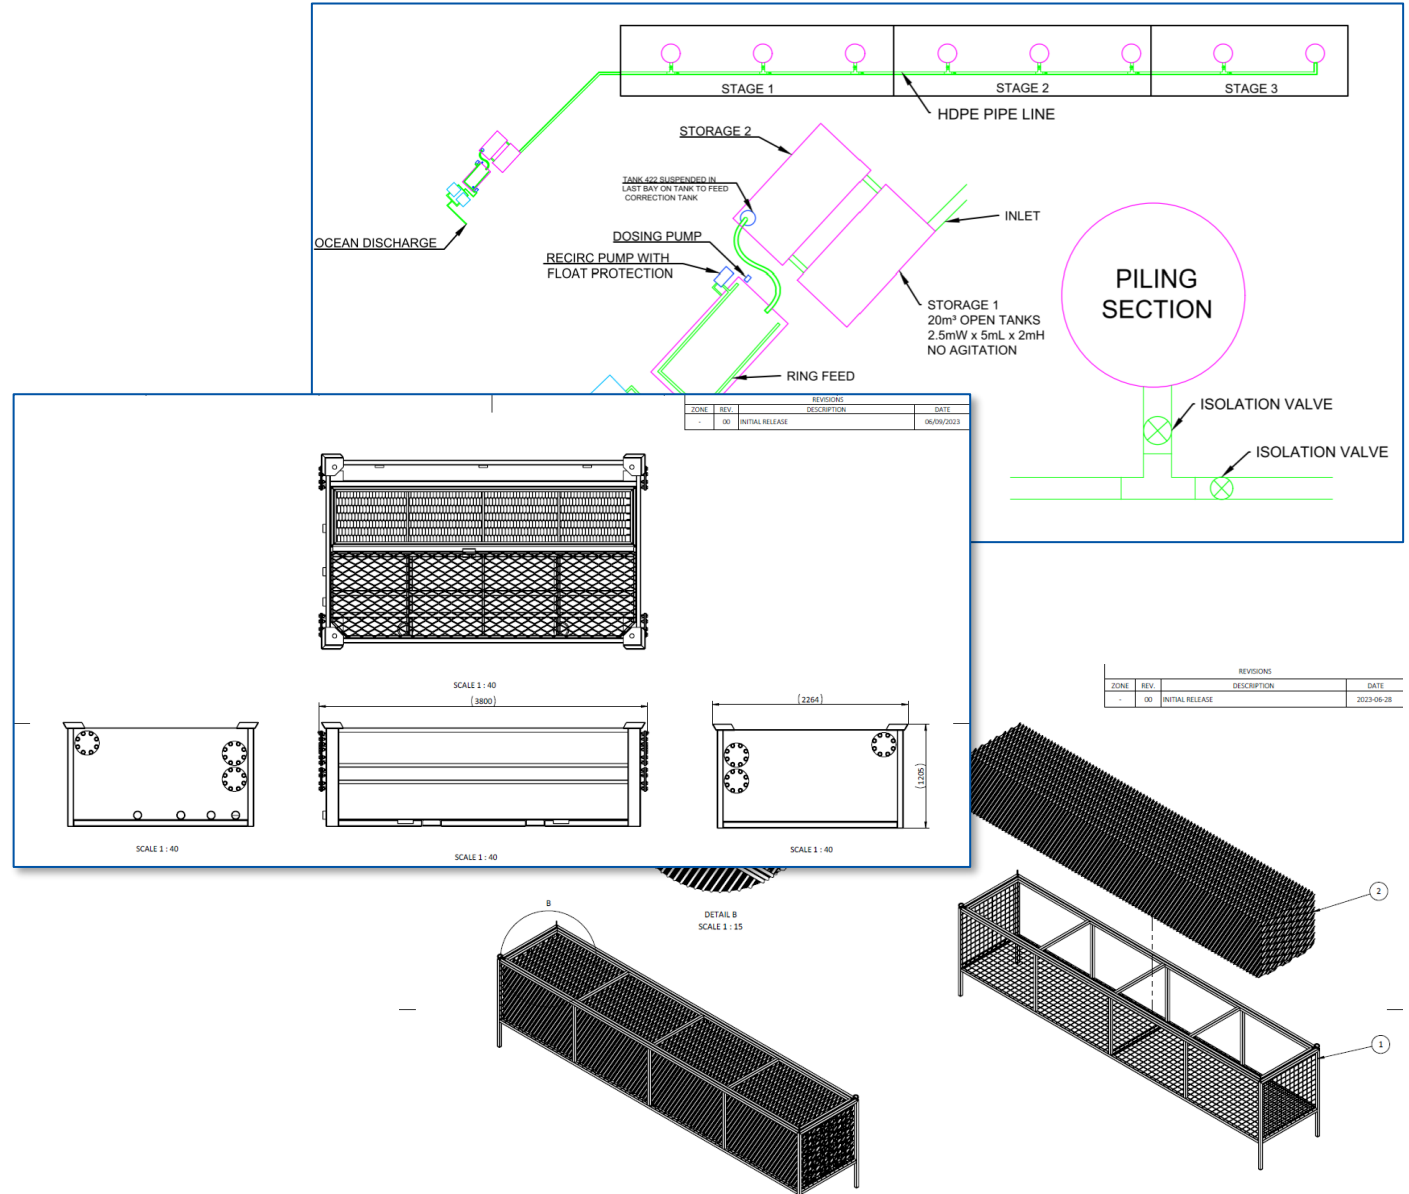 STAGE 1
STAGE 2
STAGE 3
HDPE PIPE LINE
STORAGE 2
TANK 422 SUSPENDED IN
LAST BAY ON TANK TO FEED
CORRECTION TANK
INLET
OCEAN DISCHARGE
DOSING PUMP
RECIRC PUMP WITH
FLOAT PROTECTION
PILING
SECTION
STORAGE 1
20m³ OPEN TANKS
2.5mW x 5mL x 2mH
NO AGITATION
RING FEED
ISOLATION VALVE
ISOLATION VALVE
REVISIONS
ZONE REV. DESCRIPTION DATE
- 00 INITIAL RELEASE 06/09/2023
SCALE 1 : 40
(3800)
(2264)
(1205)
SCALE 1 : 40
SCALE 1 : 40
SCALE 1 : 40
REVISIONS
ZONE REV. DESCRIPTION DATE
- 00 INITIAL RELEASE 2023-06-28
B
DETAIL B
SCALE 1 : 15
2
1